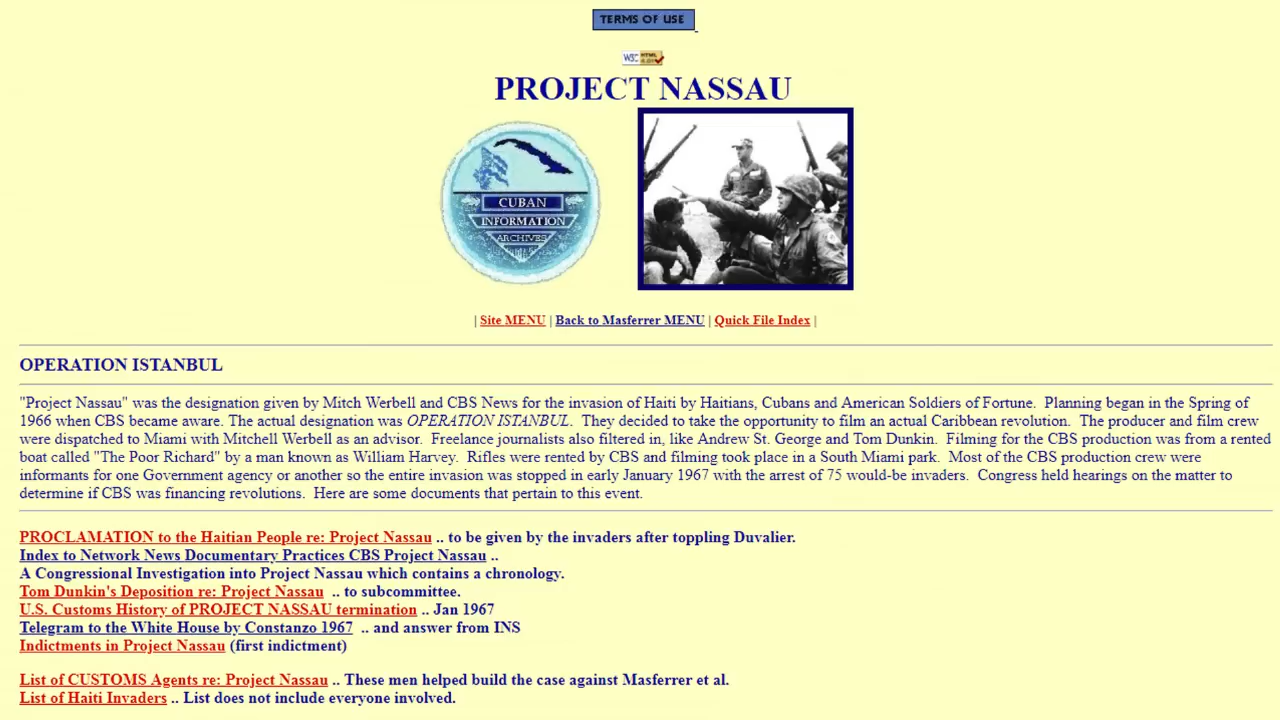 TERMS OF USE
W3C HTML 4.01
PROJECT NASSAU
CUBAN
INFORMATION
ARCHIVES
| Site MENU | Back to Masferrer MENU | Quick File Index |
OPERATION ISTANBUL
"Project Nassau" was the designation given by Mitch Werbell and CBS News for the invasion of Haiti by Haitians, Cubans and American Soldiers of Fortune.  Planning began in the Spring of
1966 when CBS became aware. The actual designation was OPERATION ISTANBUL.  They decided to take the opportunity to film an actual Caribbean revolution.  The producer and film crew
were dispatched to Miami with Mitchell Werbell as an advisor.  Freelance journalists also filtered in, like Andrew St. George and Tom Dunkin.  Filming for the CBS production was from a rented
boat called "The Poor Richard" by a man known as William Harvey.  Rifles were rented by CBS and filming took place in a South Miami park.  Most of the CBS production crew were
informants for one Government agency or another so the entire invasion was stopped in early January 1967 with the arrest of 75 would-be invaders.  Congress held hearings on the matter to
determine if CBS was financing revolutions.  Here are some documents that pertain to this event.
PROCLAMATION to the Haitian People re: Project Nassau .. to be given by the invaders after toppling Duvalier.
Index to Network News Documentary Practices CBS Project Nassau ..
A Congressional Investigation into Project Nassau which contains a chronology.
Tom Dunkin's Deposition re: Project Nassau  .. to subcommittee.
U.S. Customs History of PROJECT NASSAU termination .. Jan 1967
Telegram to the White House by Constanzo 1967  .. and answer from INS
Indictments in Project Nassau (first indictment)
List of CUSTOMS Agents re: Project Nassau .. These men helped build the case against Masferrer et al.
List of Haiti Invaders .. List does not include everyone involved.